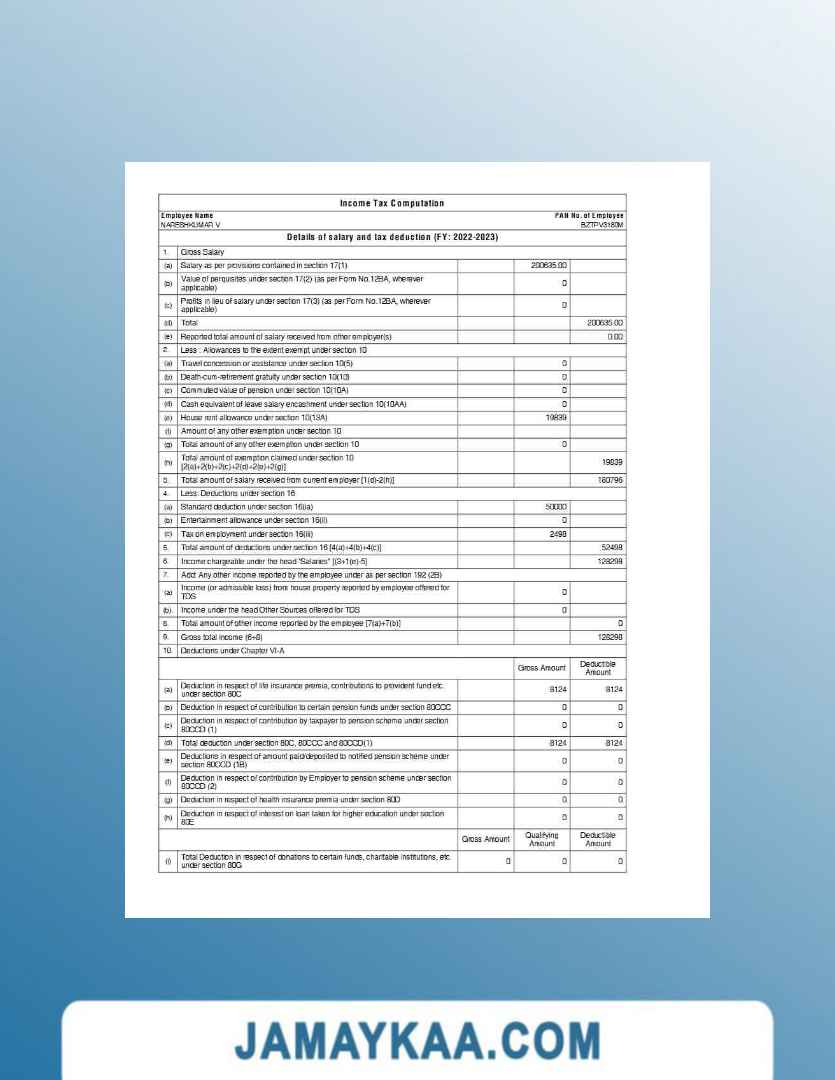 Income Tax Computation
Employee Name PAN No. of Employee
NARESHKUMAR V BZTPV3180M
Details of salary and tax deduction (FY: 2022-2023)
1. Gross Salary
(a) Salary as per provisions contained in section 17(1) 200635.00
(b) Value of perquisites under section 17(2) (as per Form No.12BA, wherever
applicable) 0
(c) Profits in lieu of salary under section 17(3) (as per Form No.12BA, wherever
applicable) 0
(d) Total 200635.00
(e) Reported total amount of salary received from other employer(s) 0.00
2. Less : Allowances to the extent exempt under section 10
(a) Travel concession or assistance under section 10(5) 0
(b) Death-cum-retirement gratuity under section 10(10) 0
(c) Commuted value of pension under section 10(10A) 0
(d) Cash equivalent of leave salary encashment under section 10(10AA) 0
(e) House rent allowance under section 10(13A) 19839
(f) Amount of any other exemption under section 10
(g) Total amount of any other exemption under section 10 0
(h) Total amount of exemption claimed under section 10
[2(a)+2(b)+2(c)+2(d)+2(e)+2(g)] 19839
3. Total amount of salary received from current employer [1(d)-2(h)] 180796
4. Less: Deductions under section 16
(a) Standard deduction under section 16(ia) 50000
(b) Entertainment allowance under section 16(ii) 0
(c) Tax on employment under section 16(iii) 2498
5. Total amount of deductions under section 16 [4(a)+4(b)+4(c)] 52498
6. Income chargeable under the head "Salaries" [(3+1(e)-5] 128298
7. Add: Any other income reported by the employee under as per section 192 (2B)
(a) Income (or admissible loss) from house property reported by employee offered for
TDS 0
(b). Income under the head Other Sources offered for TDS 0
8. Total amount of other income reported by the employee [7(a)+7(b)] 0
9. Gross total income (6+8) 128298
10. Deductions under Chapter VI-A
Gross Amount Deductible
Amount
(a) Deduction in respect of life insurance premia, contributions to provident fund etc.
under section 80C 8124 8124
(b) Deduction in respect of contribution to certain pension funds under section 80CCC 0 0
(c) Deduction in respect of contribution by taxpayer to pension scheme under section
80CCD (1) 0 0
(d) Total deduction under section 80C, 80CCC and 80CCD(1) 8124 8124
(e) Deductions in respect of amount paid/deposited to notified pension scheme under
section 80CCD (1B) 0 0
(f) Deduction in respect of contribution by Employer to pension scheme under section
80CCD (2) 0 0
(g) Deduction in respect of health insurance premia under section 80D 0 0
(h) Deduction in respect of interest on loan taken for higher education under section
80E 0 0
Gross Amount Qualifying Deductible
Amount Amount
(i) Total Deduction in respect of donations to certain funds, charitable institutions, etc.
under section 80G 0 0 0
JAMAYKAA.COM